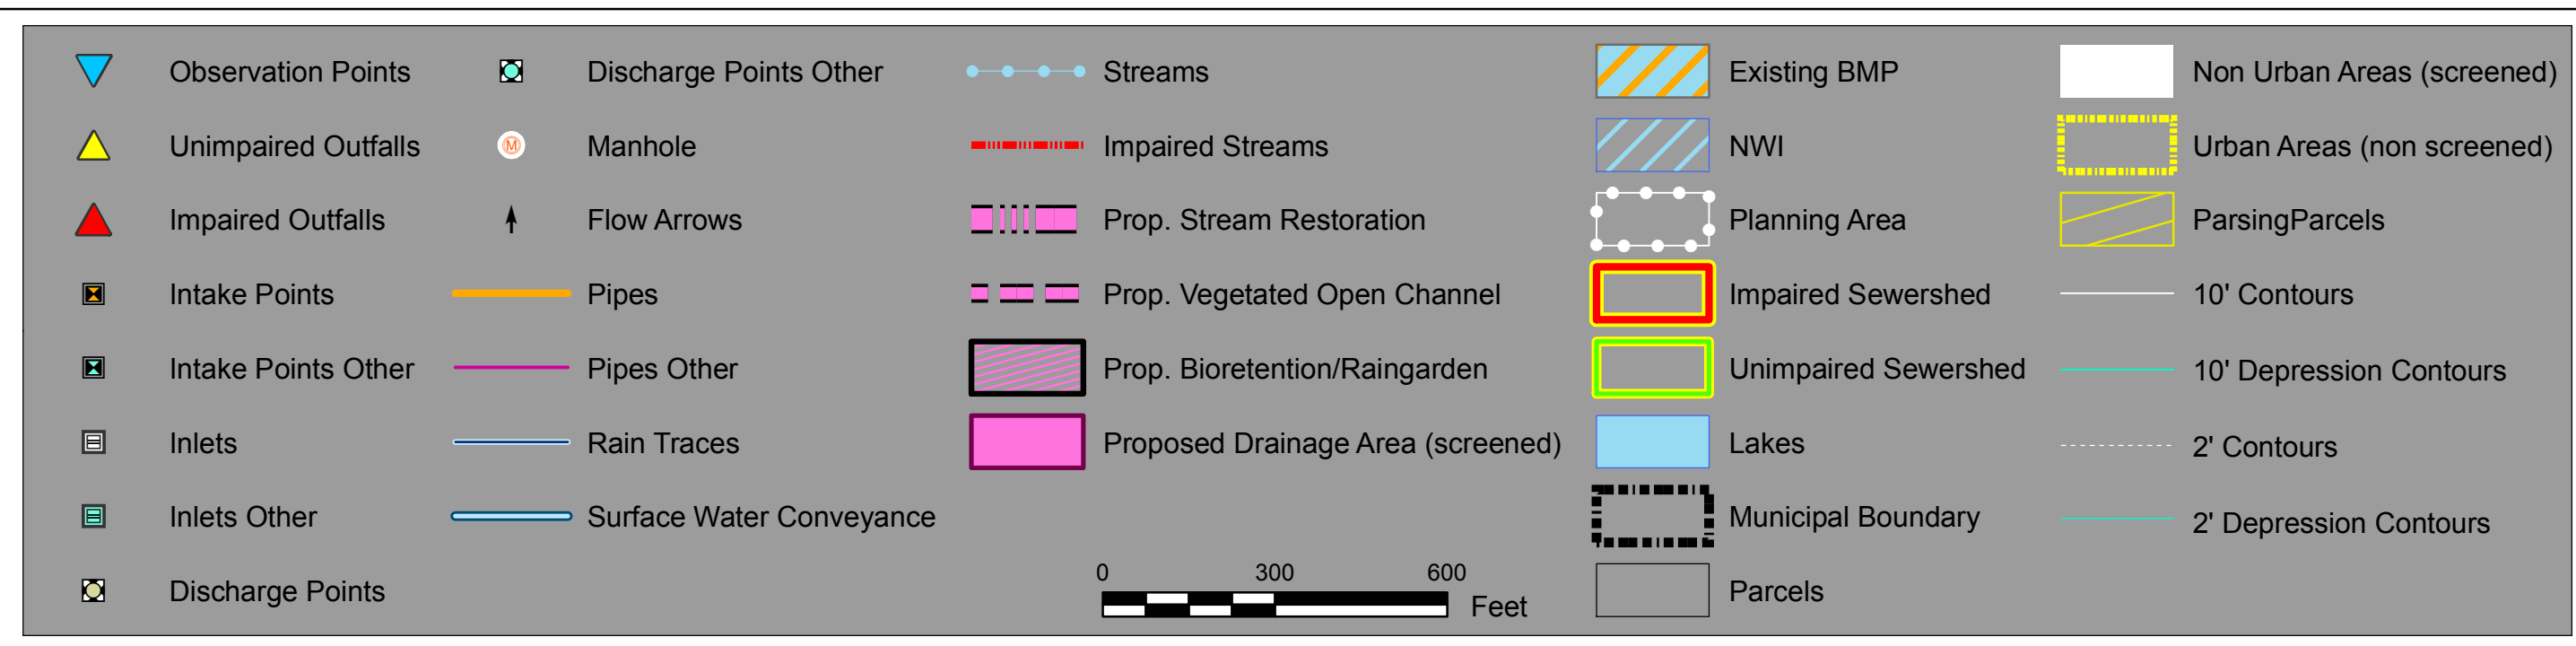 Observation Points
Unimpaired Outfalls
Impaired Outfalls
Intake Points
Intake Points Other
Inlets
Inlets Other
Discharge Points
Discharge Points Other
M
Manhole
Flow Arrows
Pipes
Pipes Other
Rain Traces
Surface Water Conveyance
Streams
Impaired Streams
Prop. Stream Restoration
Prop. Vegetated Open Channel
Prop. Bioretention/Raingarden
Proposed Drainage Area (screened)
0 300 600
Feet
Existing BMP
NWI
Planning Area
Impaired Sewershed
Unimpaired Sewershed
Lakes
Municipal Boundary
Parcels
Non Urban Areas (screened)
Urban Areas (non screened)
ParsingParcels
10' Contours
10' Depression Contours
2' Contours
2' Depression Contours